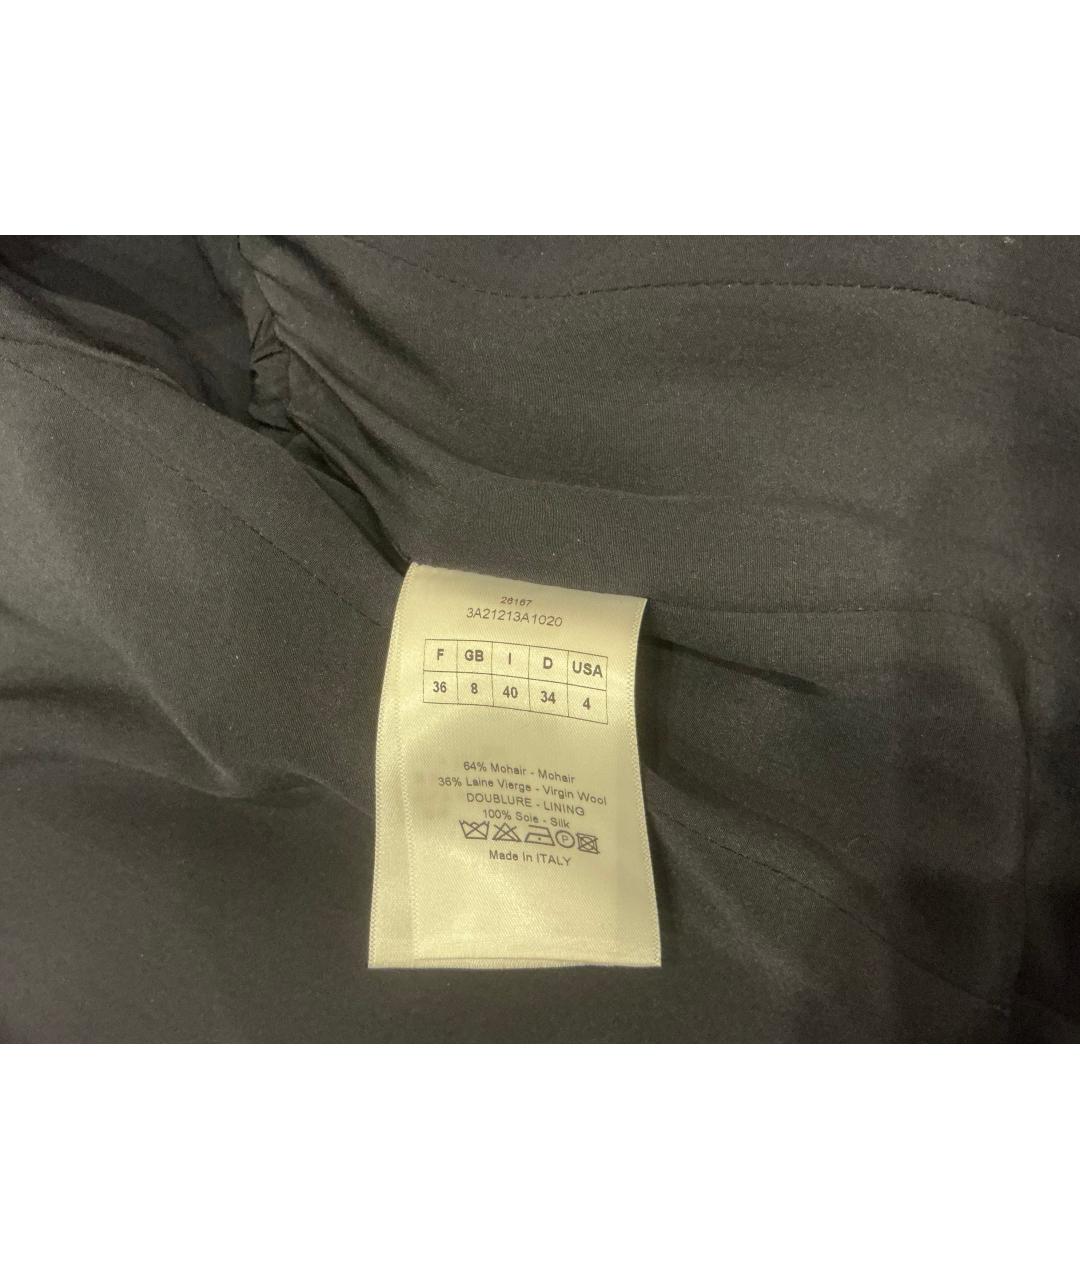 26167
3A21213A1020
F GB I D USA
36 8 40 34 4
64% Mohair - Mohair
36% Laine Vierge - Virgin Wool
DOUBLURE - LINING
100% Soie - Silk
P
Made in ITALY